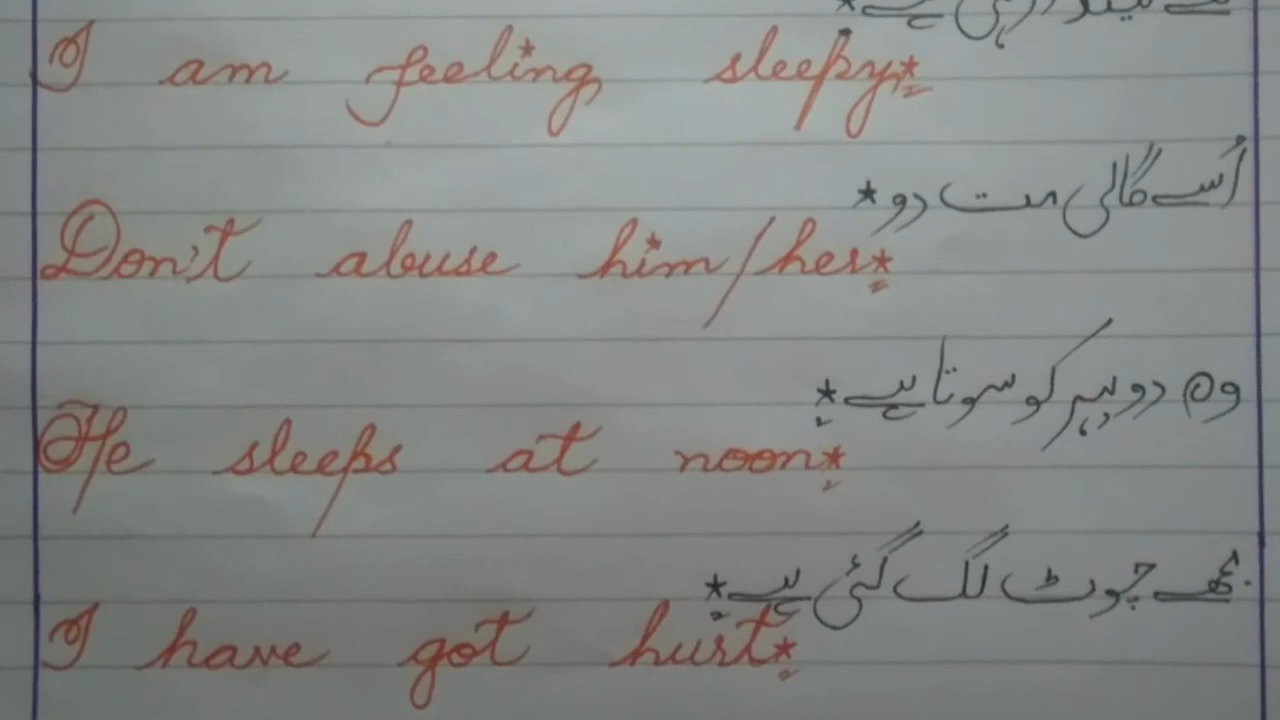 I am feeling sleepy
اُسے گالی مت دو
Don't abuse him/her
وہ دوپہر کو سوتا ہے
He sleeps at noon
مجھے چوٹ لگ گئی ہے
I have got hurt